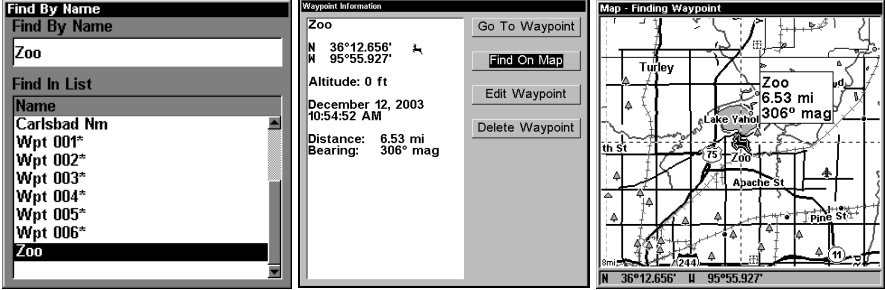 Find By Name
Find By Name
Zoo
Find In List
Name
Carlsbad Nm
Wpt 001*
Wpt 002*
Wpt 003*
Wpt 004*
Wpt 005*
Wpt 006*
Zoo
Waypoint Information
Zoo
N 36°12.656'
W 95°55.927'
Altitude: 0 ft
December 12, 2003
10:54:52 AM
Distance: 6.53 mi
Bearing: 306° mag
Go To Waypoint
Find On Map
Edit Waypoint
Delete Waypoint
Map - Finding Waypoint
Turley
Zoo
6.53 mi
306° mag
Lake Yahol
th St
75
Zoo
Apache St
Pine St
11
244
8mi
N 36°12.656' W 95°55.927'